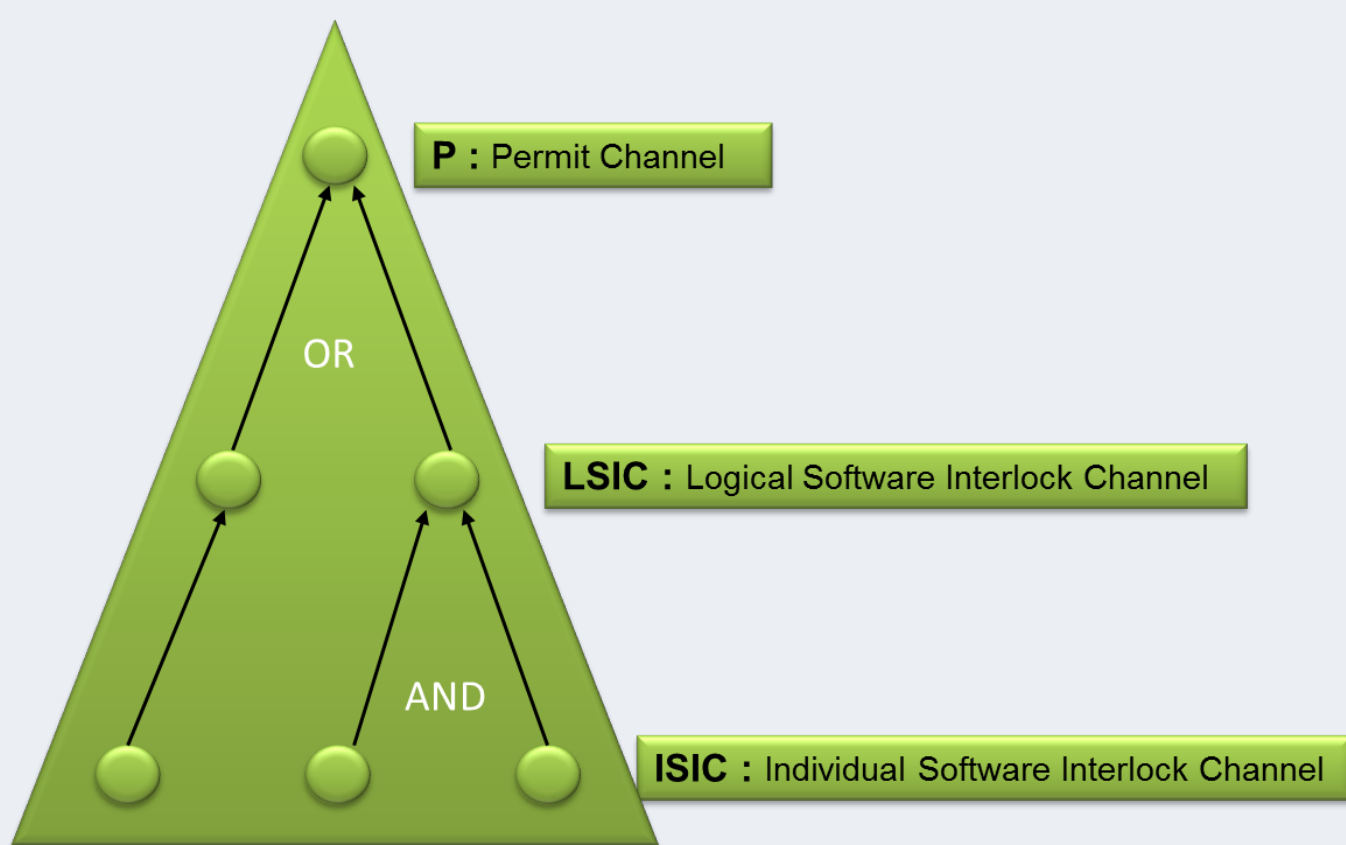 P : Permit Channel
OR
LSIC : Logical Software Interlock Channel
AND
ISIC : Individual Software Interlock Channel